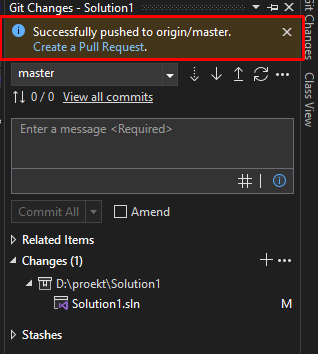 Git Changes - Solution1
Successfully pushed to origin/master.
Create a Pull Request.
master
0 / 0 View all commits
Enter a message <Required>
Commit All
Amend
Related Items
Changes (1)
D:\proekt\Solution1
Solution1.sln M
Stashes
Git Changes
Class View